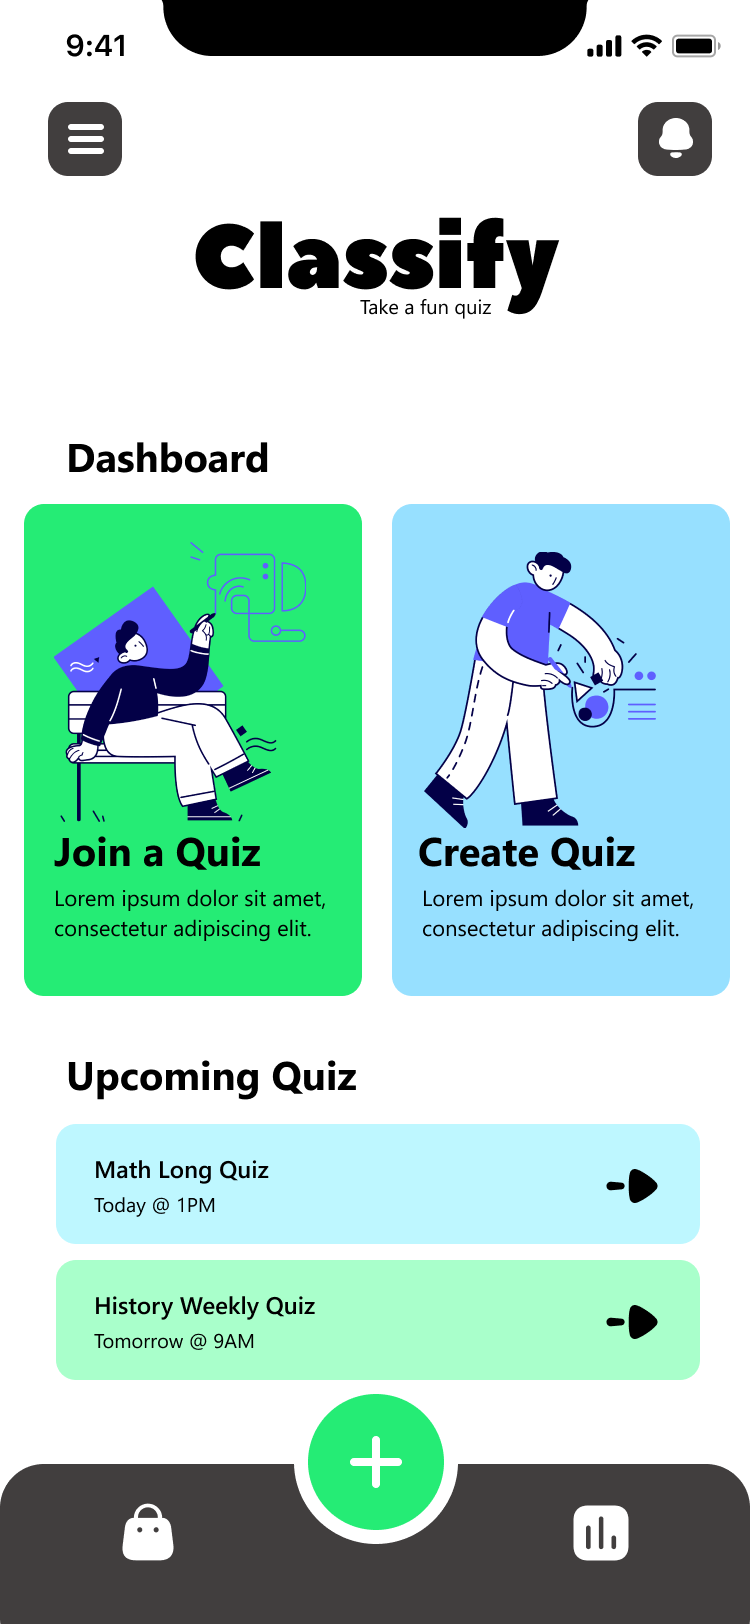 9:41
Classify
Take a fun quiz
Dashboard
Join a Quiz
Lorem ipsum dolor sit amet,
consectetur adipiscing elit.
Create Quiz
Lorem ipsum dolor sit amet,
consectetur adipiscing elit.
Upcoming Quiz
Math Long Quiz
Today @ 1PM
History Weekly Quiz
Tomorrow @ 9AM